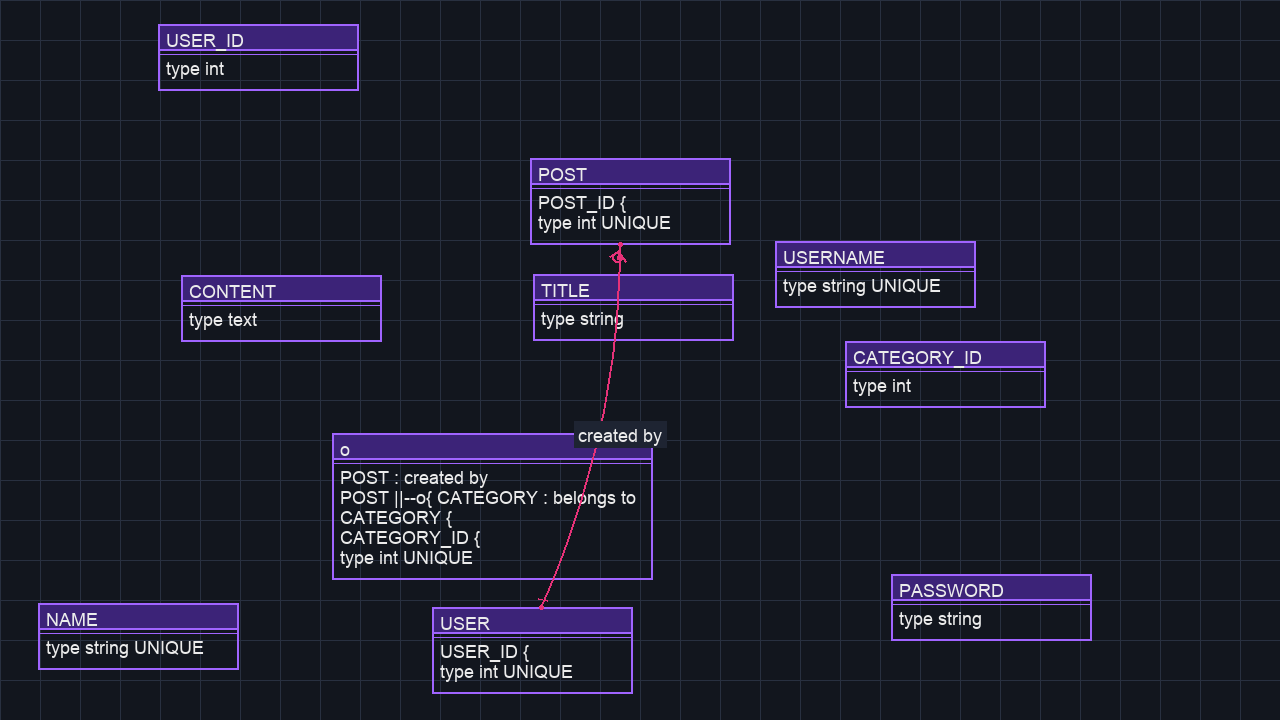 USER_ID
type int
POST
POST_ID {
type int UNIQUE
USERNAME
type string UNIQUE
CONTENT
type text
TITLE
type string
CATEGORY_ID
type int
created by
o
POST : created by
POST ||--o{ CATEGORY : belongs to
CATEGORY {
CATEGORY_ID {
type int UNIQUE
PASSWORD
type string
NAME
type string UNIQUE
USER
USER_ID {
type int UNIQUE